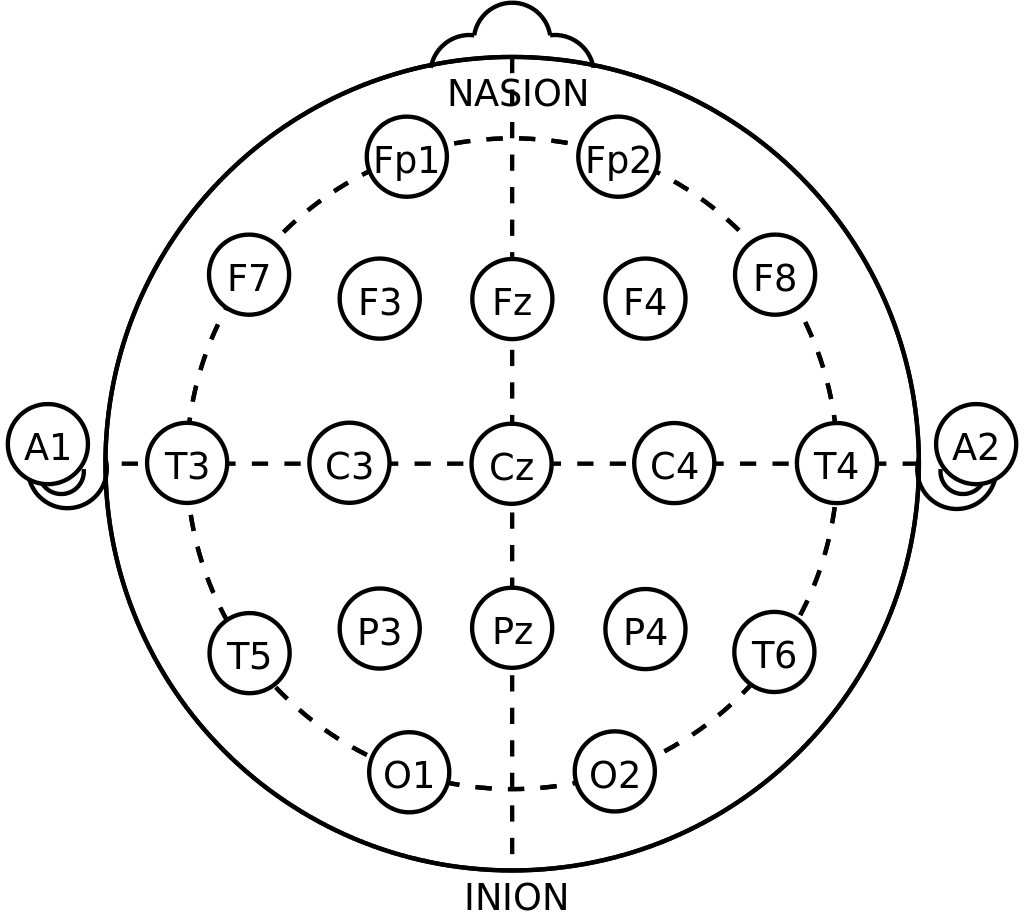 NASION
Fp1 Fp2
F7 F3 Fz F4 F8
A1 T3 C3 Cz C4 T4 A2
T5 P3 Pz P4 T6
O1 O2
INION